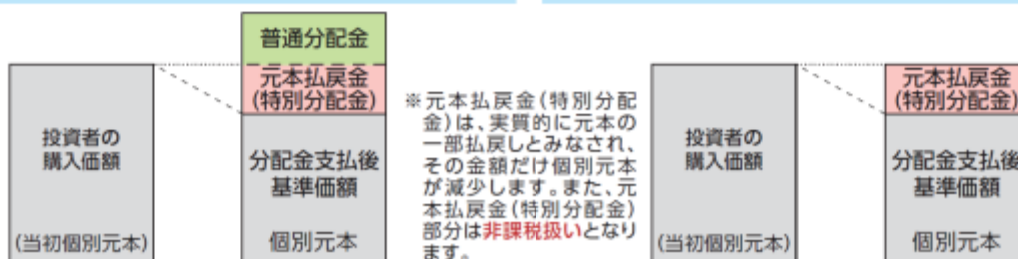 普通分配金
元本払戻金
(特別分配金)
投資者の
購入価額
(当初個別元本)
分配金支払後
基準価額
個別元本
※元本払戻金(特別分配
金)は、実質的に元本の
一部払戻しとみなされ、
その金額だけ個別元本
が減少します。また、元
本払戻金(特別分配金)
部分は非課税扱いとなり
ます。
投資者の
購入価額
(当初個別元本)
元本払戻金
(特別分配金)
分配金支払後
基準価額
個別元本